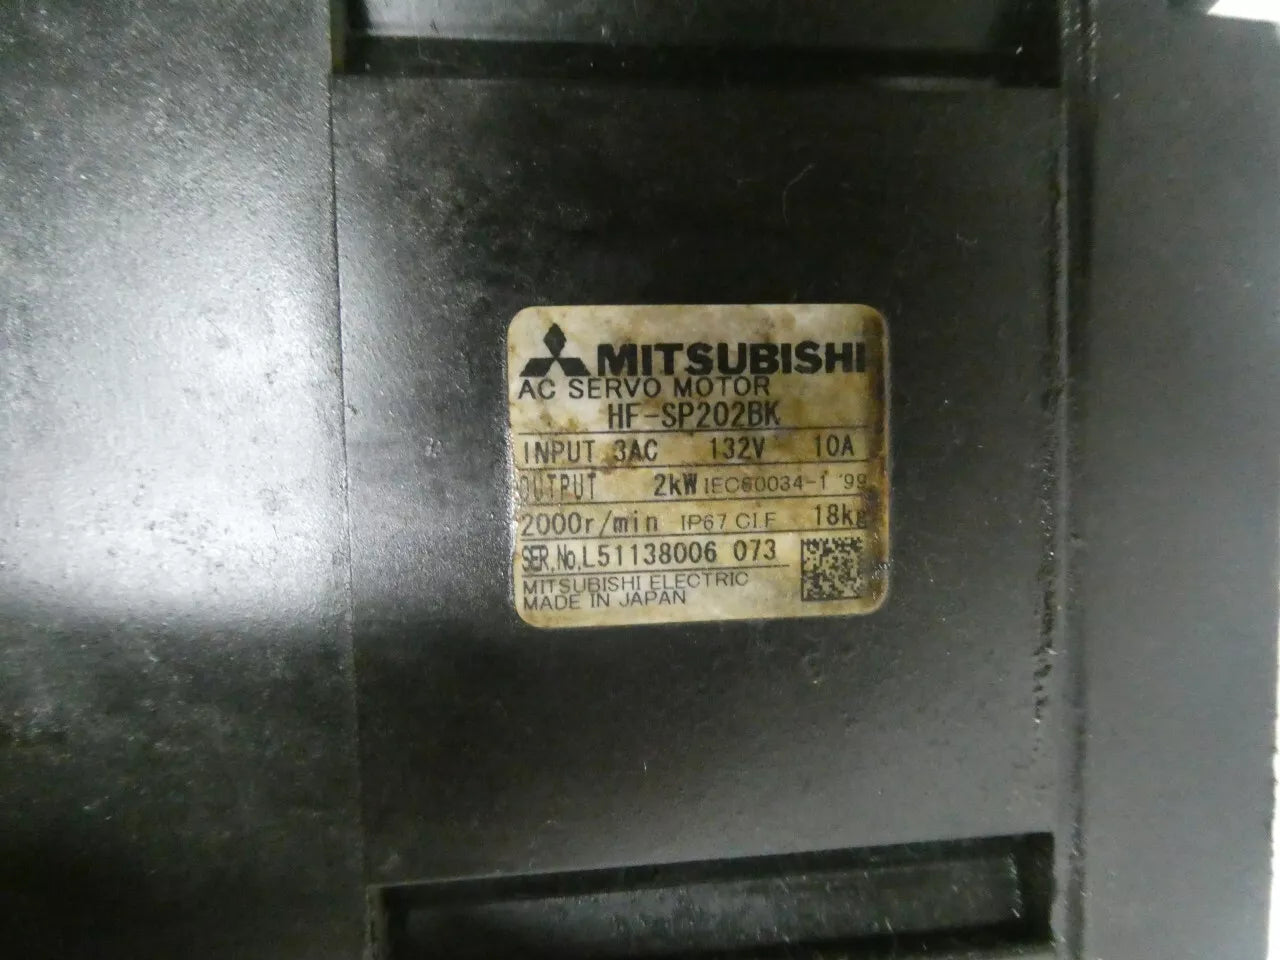 MITSUBISHI
AC SERVO MOTOR
HF-SP202BK
INPUT 3AC 132V 10A
OUTPUT 2kW IEC60034-1 '99
2000r/min IP67 Cl.F 18kg
SER.No.L51138006 073
MITSUBISHI ELECTRIC
MADE IN JAPAN